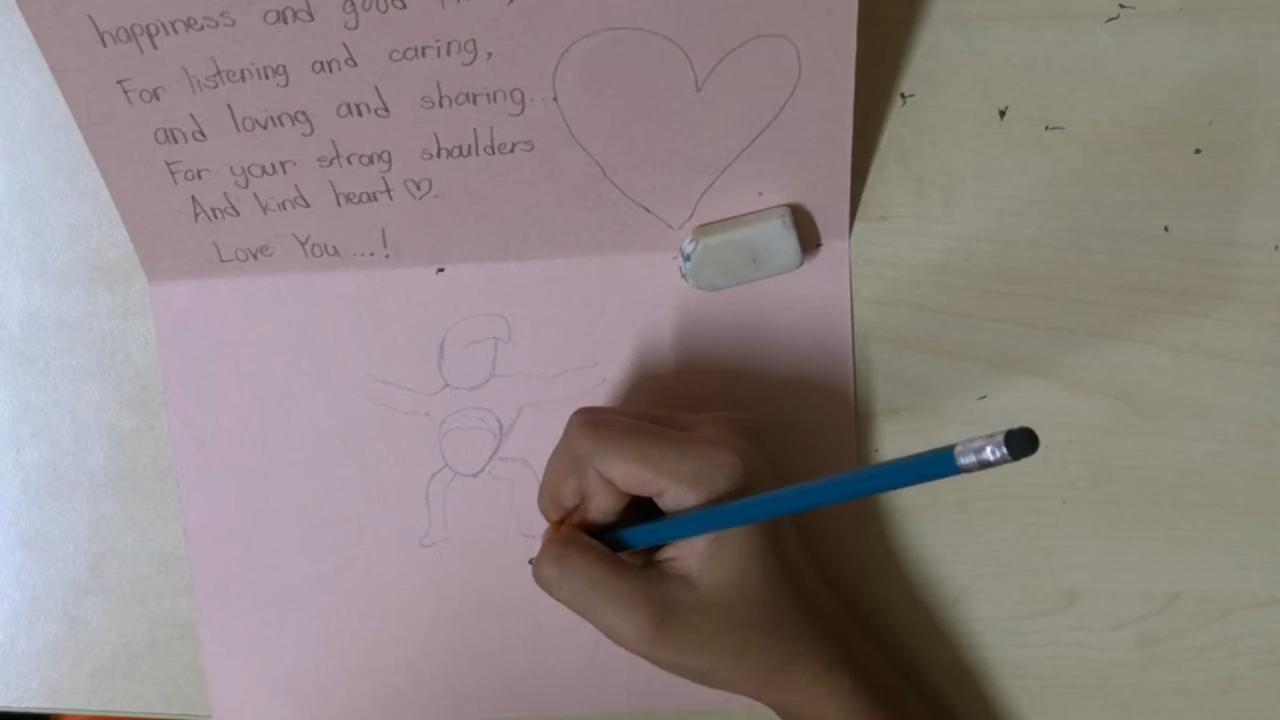 happiness and good
For listening and caring,
and loving and sharing...
For your strong shoulders
And kind heart ♡.
Love You ...!